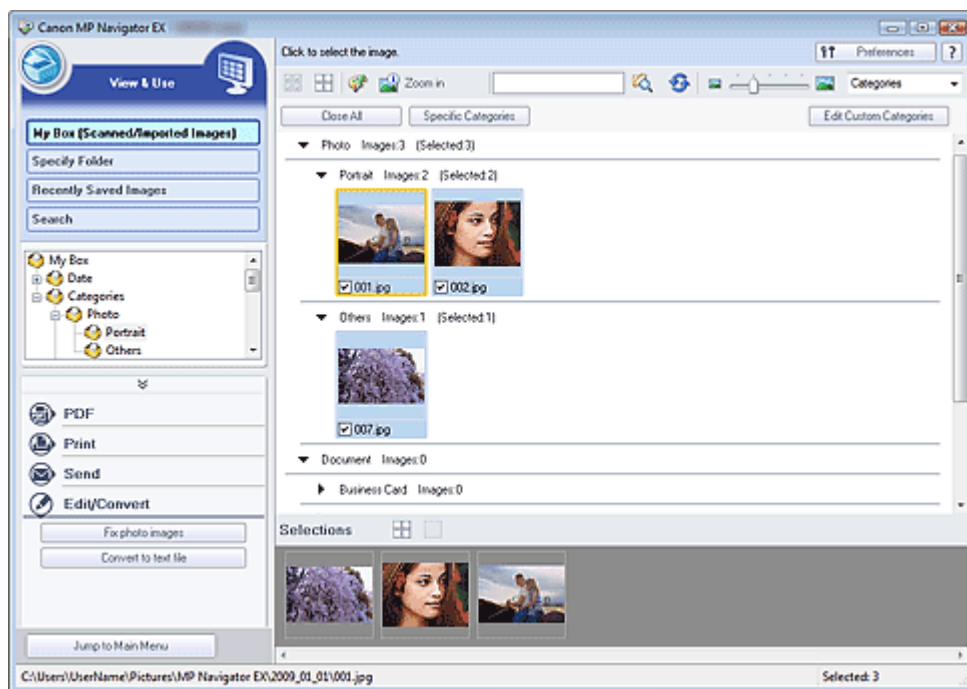 Canon MP Navigator EX
Click to select the image.
Preferences
?
View & Use
Zoom in
Categories
Close All
Specific Categories
Edit Custom Categories
My Box (Scanned/Imported Images)
Specify Folder
Recently Saved Images
Search
My Box
Date
Categories
Photo
Portrait
Others
PDF
Print
Send
Edit/Convert
Fix photo images
Convert to text file
Jump to Main Menu
Photo Images:3 (Selected:3)
Portrait Images:2 (Selected:2)
001.jpg
002.jpg
Others Images:1 (Selected:1)
007.jpg
Document Images:0
Business Card Images:0
Selections
C:\Users\UserName\Pictures\MP Navigator EX\2009_01_01\001.jpg
Selected: 3